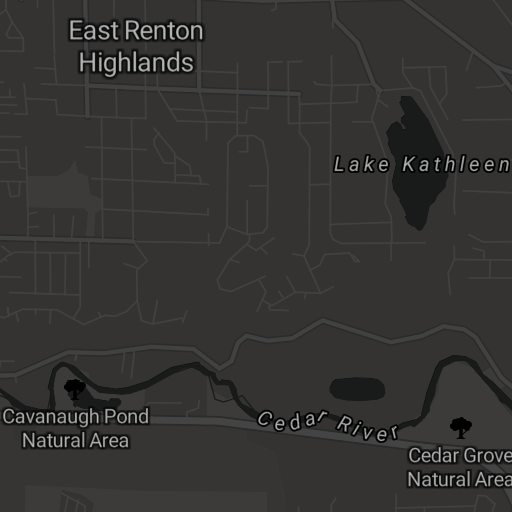 East Renton
Highlands
Lake Kathleen
Cavanaugh Pond
Natural Area
Cedar River
Cedar Grove
Natural Area